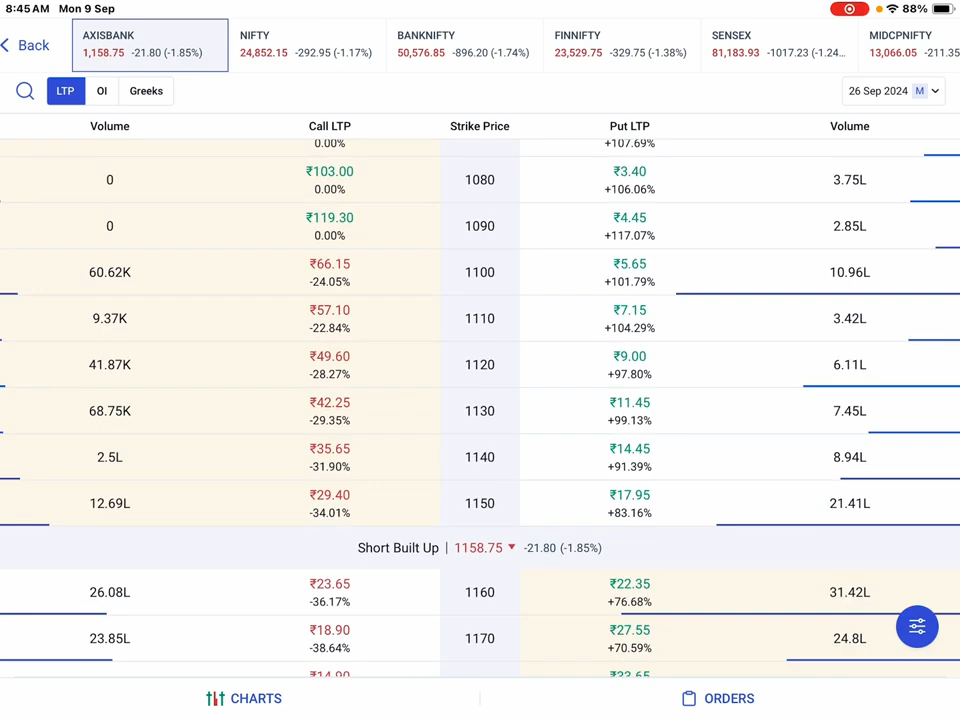 8:45 AM Mon 9 Sep 88%
Back
AXISBANK NIFTY BANKNIFTY FINNIFTY SENSEX MIDCPNIFTY
1,158.75 -21.80 (-1.85%) 24,852.15 -292.95 (-1.17%) 50,576.85 -896.20 (-1.74%) 23,529.75 -329.75 (-1.38%) 81,183.93 -1017.23 (-1.24... 13,066.05 -211.35
LTP OI Greeks 26 Sep 2024 M
Volume Call LTP Strike Price Put LTP Volume
0.00% +107.69%
₹103.00 ₹3.40
0 1080 3.75L
0.00% +106.06%
₹119.30 ₹4.45
0 1090 2.85L
0.00% +117.07%
₹66.15 ₹5.65
60.62K 1100 10.96L
-24.05% +101.79%
₹57.10 ₹7.15
9.37K 1110 3.42L
-22.84% +104.29%
₹49.60 ₹9.00
41.87K 1120 6.11L
-28.27% +97.80%
₹42.25 ₹11.45
68.75K 1130 7.45L
-29.35% +99.13%
₹35.65 ₹14.45
2.5L 1140 8.94L
-31.90% +91.39%
₹29.40 ₹17.95
12.69L 1150 21.41L
-34.01% +83.16%
Short Built Up | 1158.75 ▼ -21.80 (-1.85%)
₹23.65 ₹22.35
26.08L 1160 31.42L
-36.17% +76.68%
₹18.90 ₹27.55
23.85L 1170 24.8L
-38.64% +70.59%
₹14.90 ₹33.65
CHARTS ORDERS